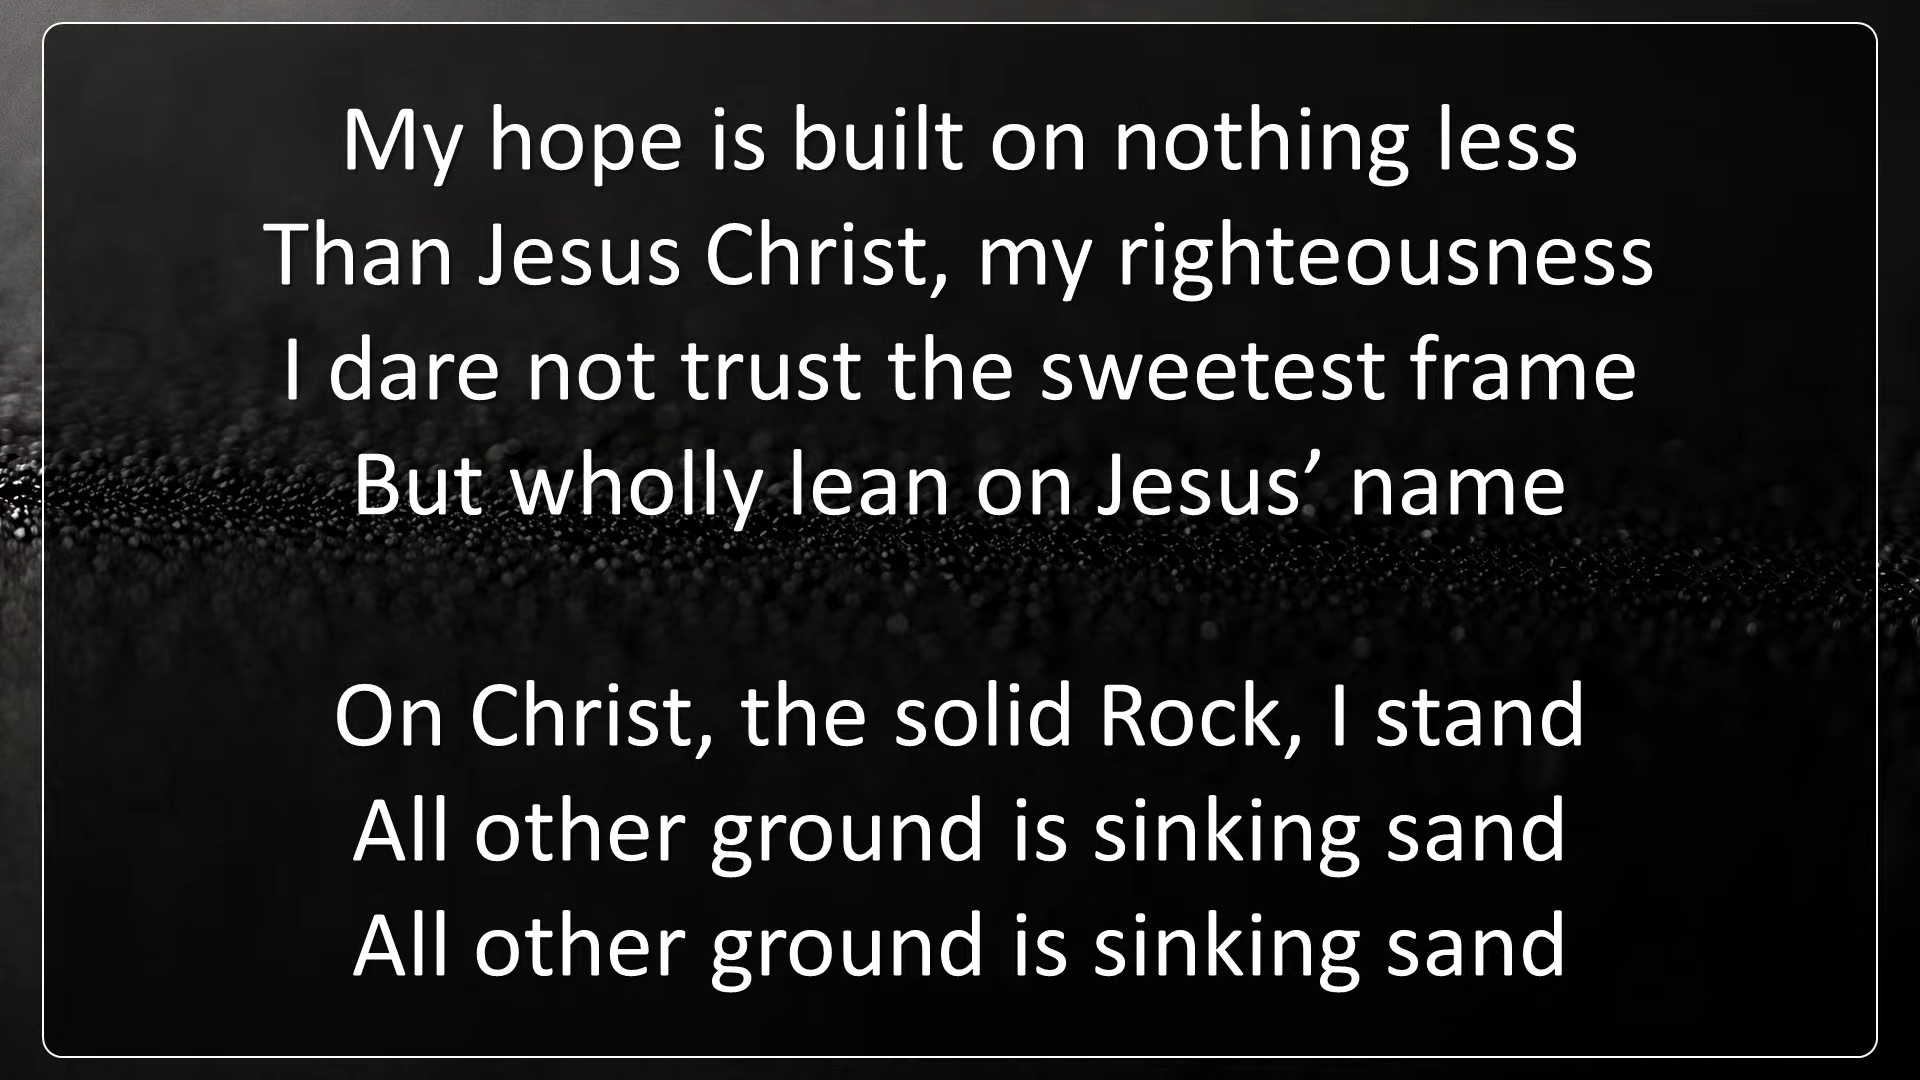 My hope is built on nothing less
Than Jesus Christ, my righteousness
I dare not trust the sweetest frame
But wholly lean on Jesus’ name
On Christ, the solid Rock, I stand
All other ground is sinking sand
All other ground is sinking sand